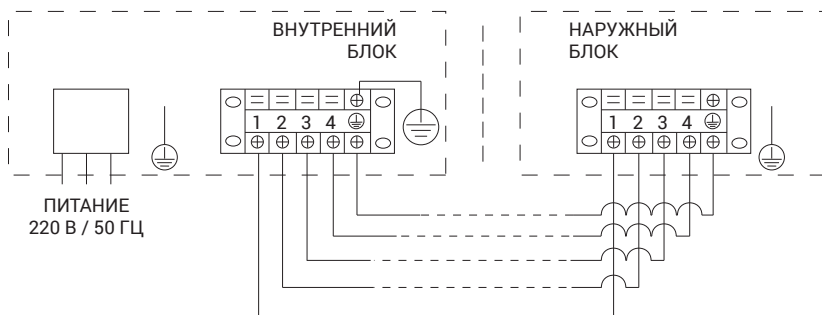 ВНУТРЕННИЙ
БЛОК
НАРУЖНЫЙ
БЛОК
1 2 3 4
1 2 3 4
ПИТАНИЕ
220 В / 50 ГЦ